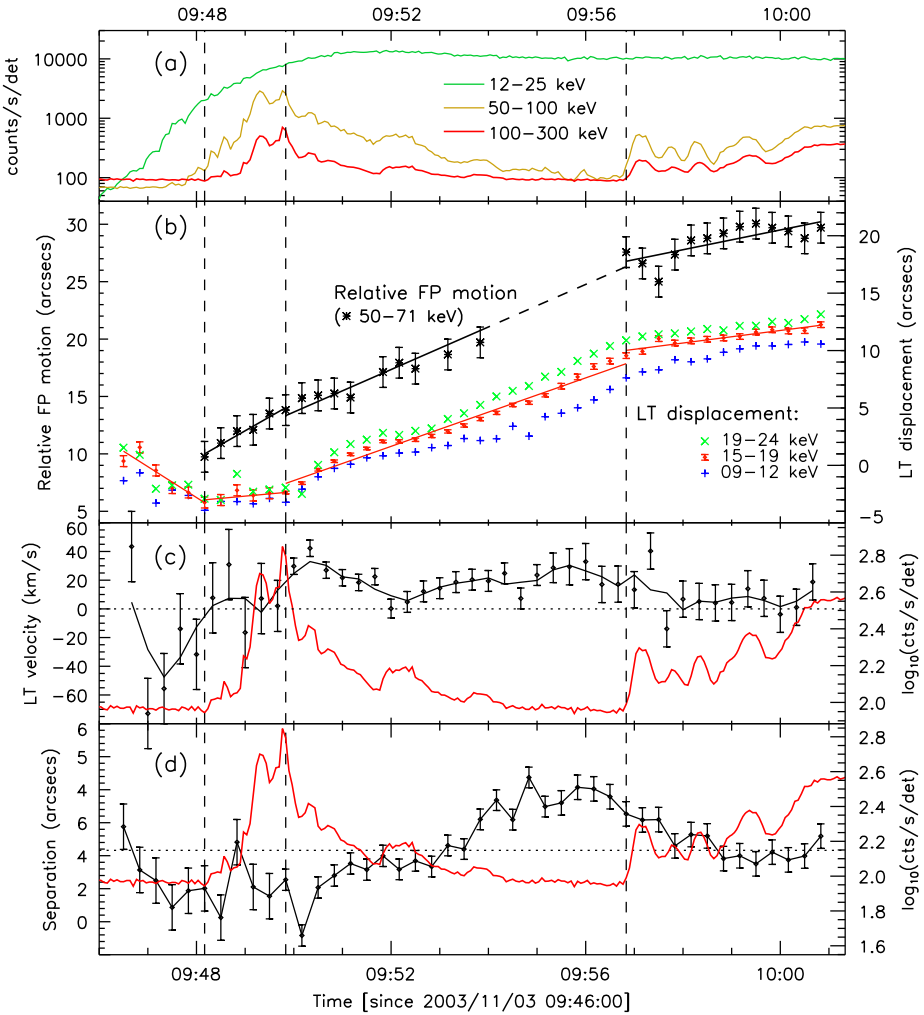 09:48 09:52 09:56 10:00
(a)
10000
1000
100
counts/s/det
12−25 keV
50−100 keV
100−300 keV
(b)
30
25
20
15
10
5
Relative FP motion (arcsecs)
20
15
10
5
0
−5
LT displacement (arcsecs)
Relative FP motion
(∗ 50−71 keV)
LT displacement:
19−24 keV
15−19 keV
09−12 keV
(c)
60
40
20
0
−20
−40
−60
LT velocity (km/s)
2.8
2.6
2.4
2.2
2.0
log10(cts/s/det)
(d)
6
5
4
6
4
2
0
Separation (arcsecs)
2.8
2.6
2.4
2.2
2.0
1.8
1.6
log10(cts/s/det)
09:48 09:52 09:56 10:00
Time [since 2003/11/03 09:46:00]